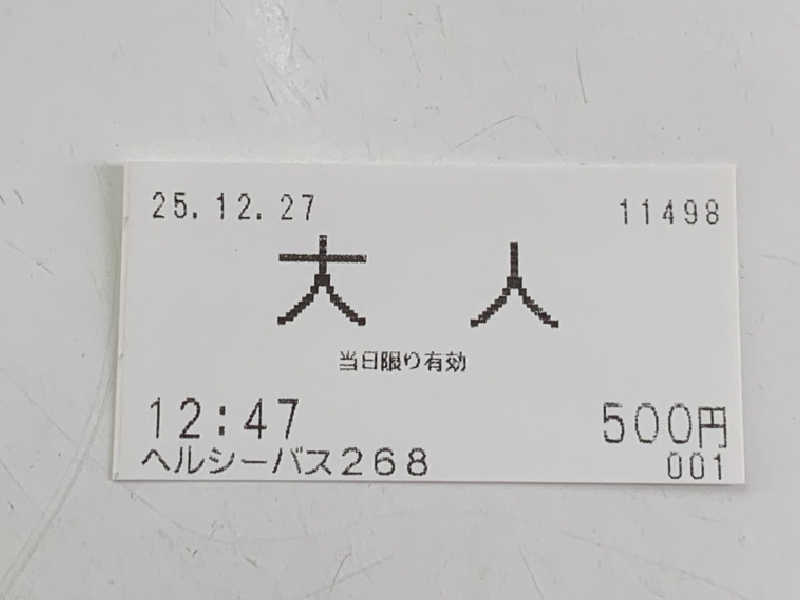 25.12.27 11498
大人
当日限り有効
12:47 500円
ヘルシーバス268 001